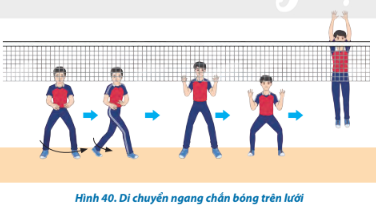 Hình 40. Di chuyển ngang chắn bóng trên lưới